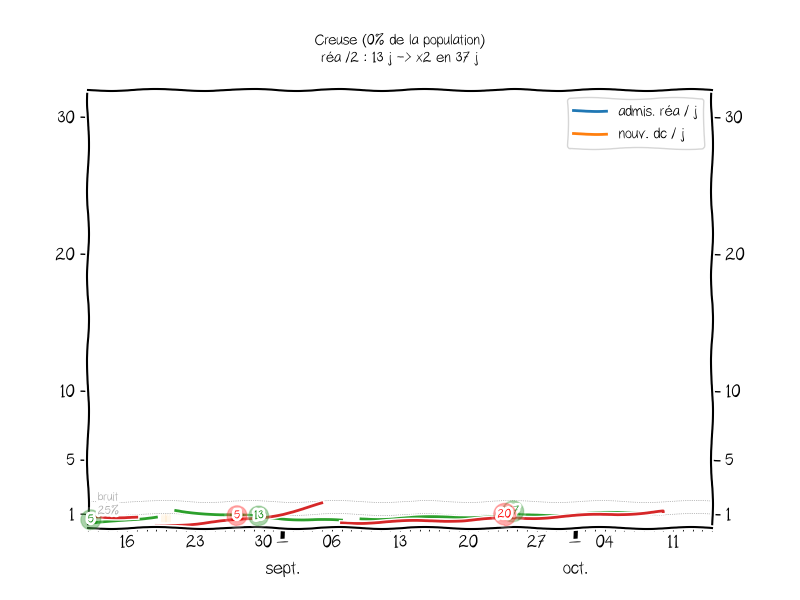 Creuse (0% de la population)
réa /2 : 13 j -> x2 en 37 j
admis. réa / j
nouv. dc / j
30
30
20
20
10
10
5
5
bruit
25%
1
1
5
5
13
20
7
16 23 30 06 13 20 27 04 11
sept. oct.